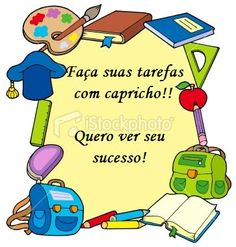 Faça suas tarefas
com capricho!!
iStockphoto
Quero ver seu
sucesso!